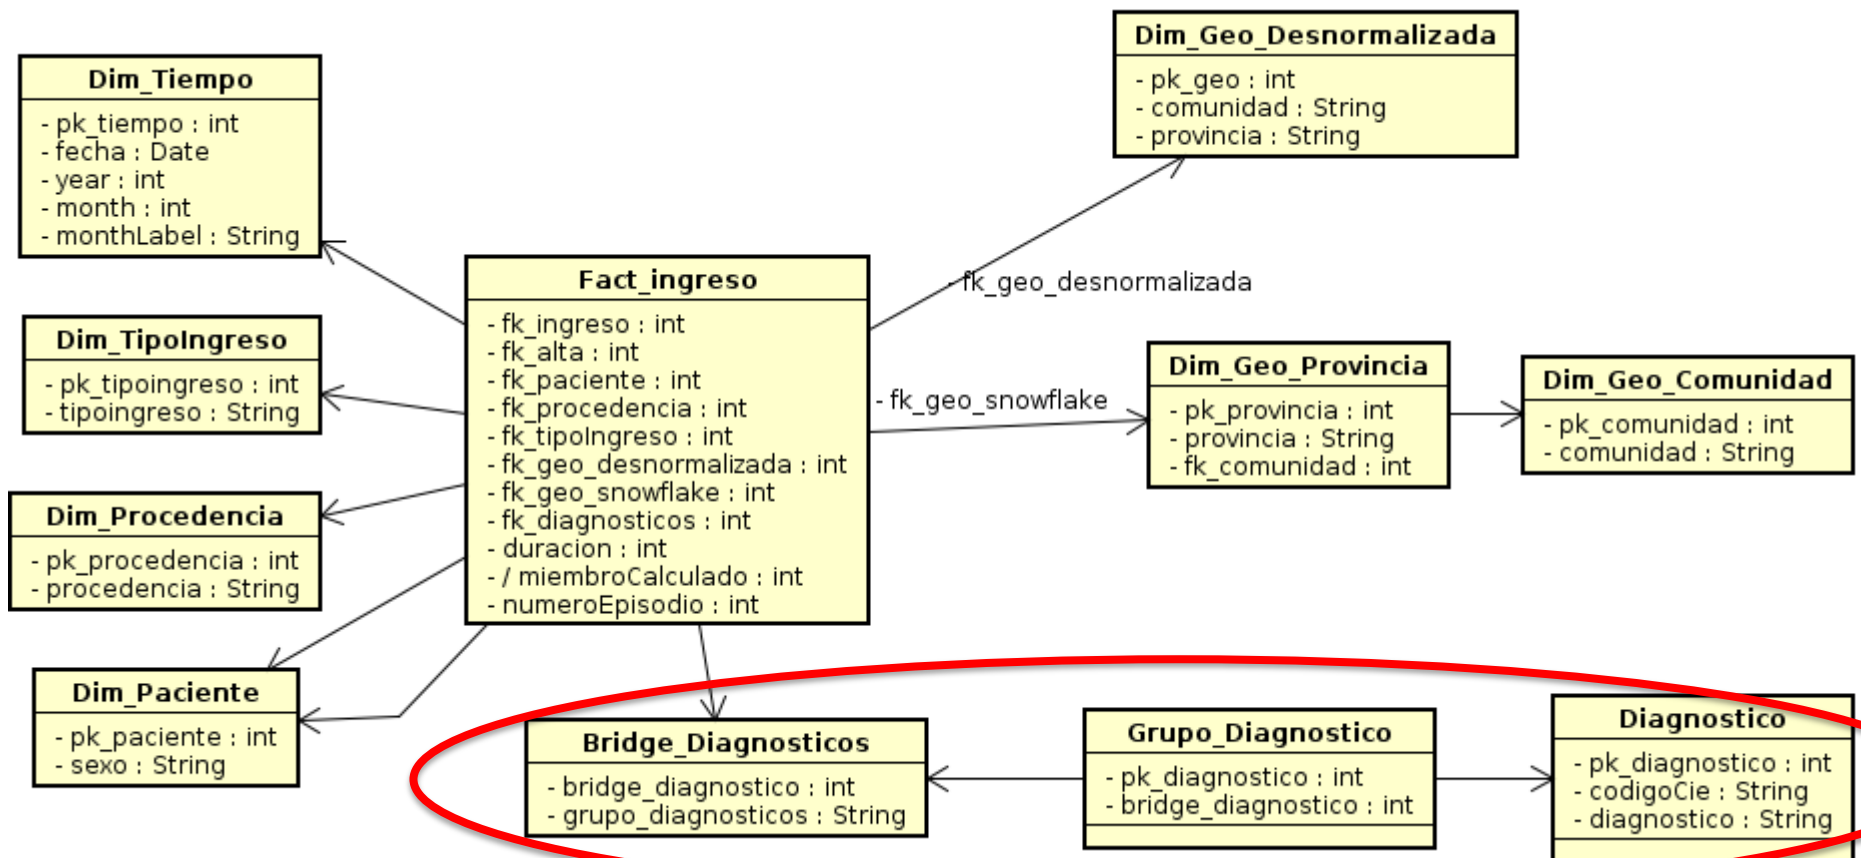 Dim_Geo_Desnormalizada
- pk_geo : int
- comunidad : String
- provincia : String
Dim_Tiempo
- pk_tiempo : int
- fecha : Date
- year : int
- month : int
- monthLabel : String
Fact_ingreso
- fk_ingreso : int
- fk_alta : int
- fk_paciente : int
- fk_procedencia : int
- fk_tipoIngreso : int
- fk_geo_desnormalizada : int
- fk_geo_snowflake : int
- fk_diagnosticos : int
- duracion : int
- / miembroCalculado : int
- numeroEpisodio : int
- fk_geo_desnormalizada
- fk_geo_snowflake
Dim_TipoIngreso
- pk_tipoingreso : int
- tipoingreso : String
Dim_Geo_Provincia
- pk_provincia : int
- provincia : String
- fk_comunidad : int
Dim_Geo_Comunidad
- pk_comunidad : int
- comunidad : String
Dim_Procedencia
- pk_procedencia : int
- procedencia : String
Dim_Paciente
- pk_paciente : int
- sexo : String
Bridge_Diagnosticos
- bridge_diagnostico : int
- grupo_diagnosticos : String
Grupo_Diagnostico
- pk_diagnostico : int
- bridge_diagnostico : int
Diagnostico
- pk_diagnostico : int
- codigoCie : String
- diagnostico : String